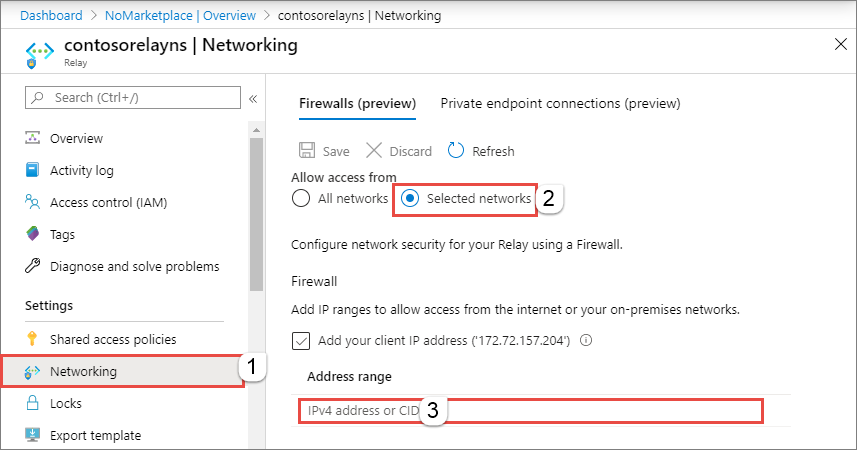 Dashboard > NoMarketplace | Overview > contosorelayns | Networking
contosorelayns | Networking
Relay
Search (Ctrl+/)
«
Overview
Activity log
Access control (IAM)
Tags
Diagnose and solve problems
Settings
Shared access policies
Networking
1
Locks
Export template
Firewalls (preview) Private endpoint connections (preview)
Save Discard Refresh
Allow access from
All networks Selected networks 2
Configure network security for your Relay using a Firewall.
Firewall
Add IP ranges to allow access from the internet or your on-premises networks.
Add your client IP address ('172.72.157.204')
Address range
IPv4 address or CID 3